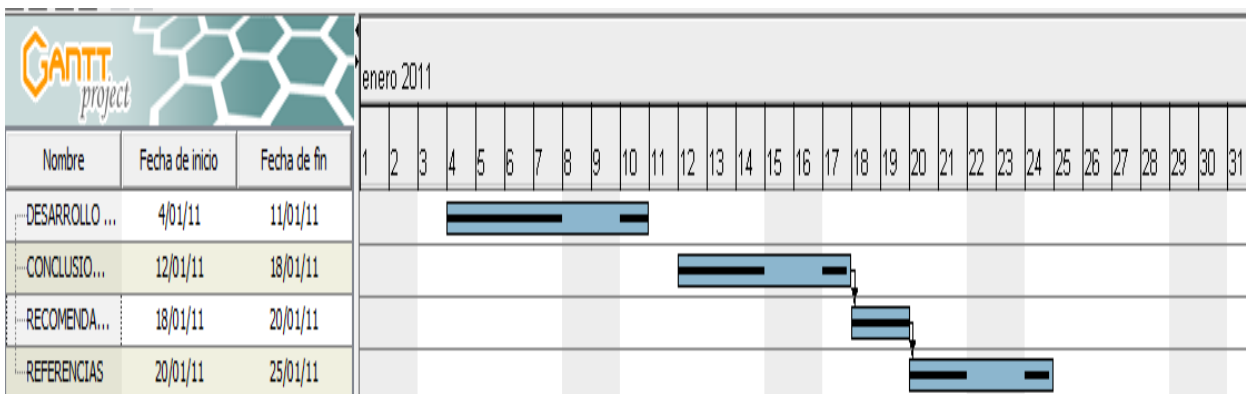 GANTT
project
enero 2011
Nombre Fecha de inicio Fecha de fin 1 2 3 4 5 6 7 8 9 10 11 12 13 14 15 16 17 18 19 20 21 22 23 24 25 26 27 28 29 30 31
DESARROLLO ... 4/01/11 11/01/11
CONCLUSIO... 12/01/11 18/01/11
RECOMENDA... 18/01/11 20/01/11
REFERENCIAS 20/01/11 25/01/11